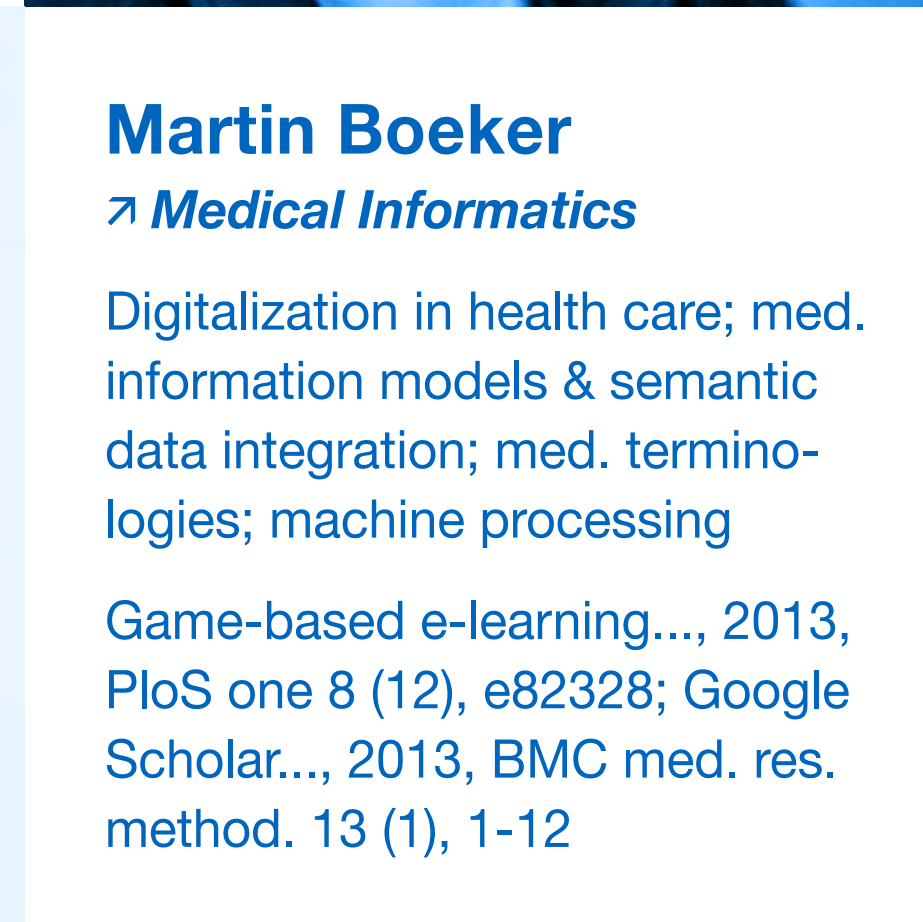 Martin Boeker
↗ Medical Informatics
Digitalization in health care; med.
information models & semantic
data integration; med. termino-
logies; machine processing
Game-based e-learning..., 2013,
PloS one 8 (12), e82328; Google
Scholar..., 2013, BMC med. res.
method. 13 (1), 1-12